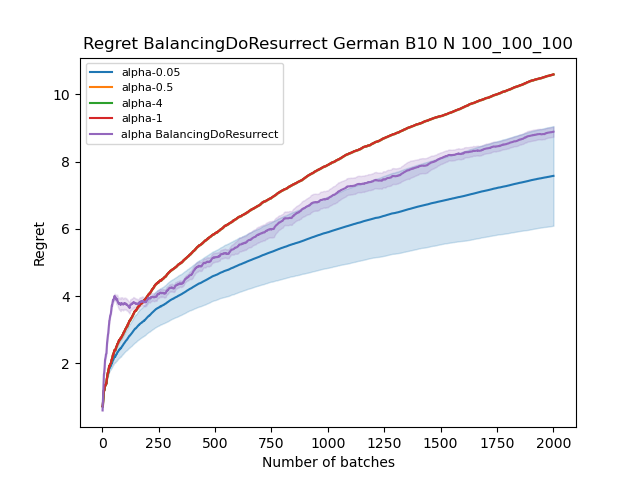 Regret BalancingDoResurrect German B10 N 100_100_100
alpha-0.05
alpha-0.5
alpha-4
alpha-1
alpha BalancingDoResurrect
10
8
6
4
2
Regret
0 250 500 750 1000 1250 1500 1750 2000
Number of batches